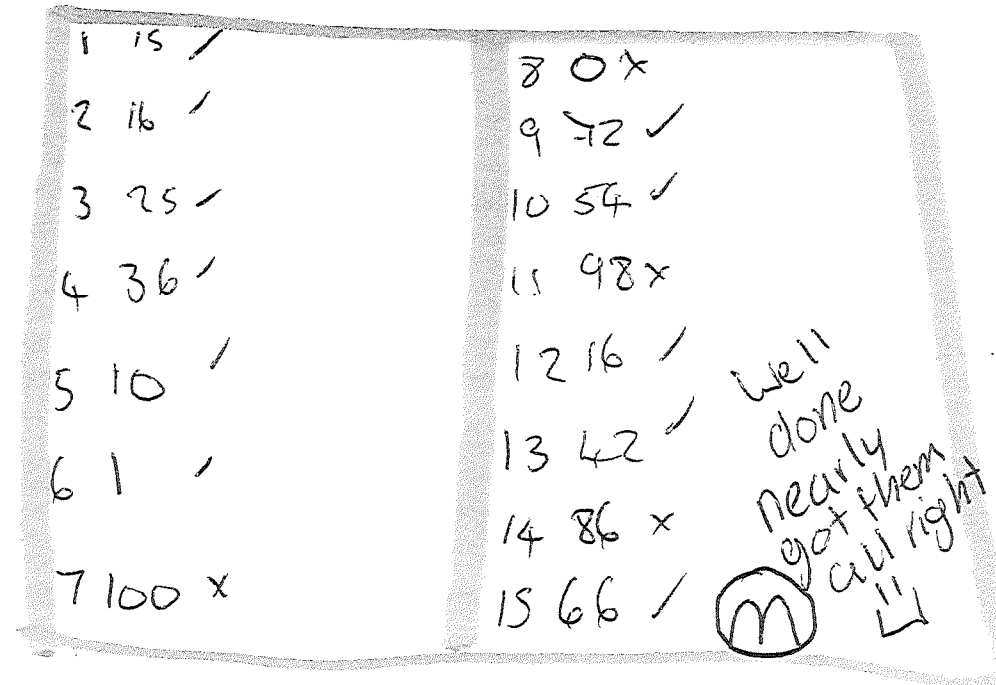 1 15 ✓
2 16 ✓
3 25 ✓
4 36 ✓
5 10 ✓
6 1 ✓
7 100 x
8 0 x
9 72 ✓
10 54 ✓
11 98 x
12 16 ✓
13 42 ✓
14 86 x
15 66 ✓
well
done
nearly
got them
all right
M